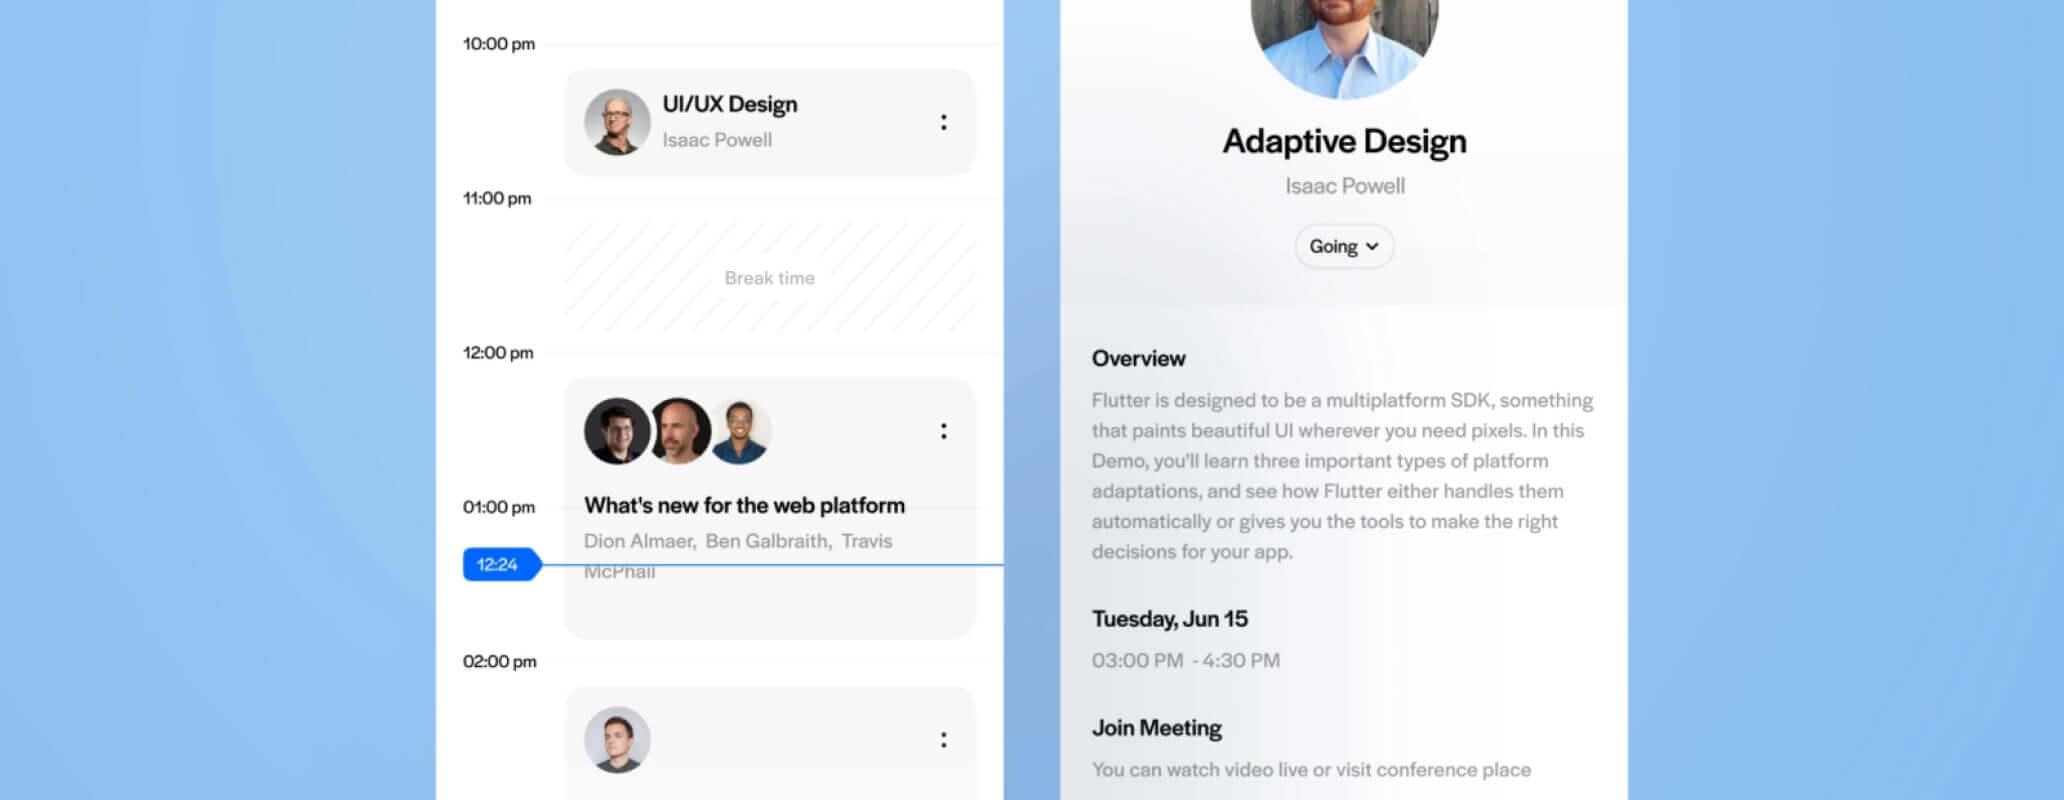 10:00 pm
UI/UX Design
Isaac Powell
11:00 pm
Break time
12:00 pm
01:00 pm
What's new for the web platform
Dion Almaer, Ben Galbraith, Travis
12:24
McPhail
02:00 pm
Adaptive Design
Isaac Powell
Going
Overview
Flutter is designed to be a multiplatform SDK, something
that paints beautiful UI wherever you need pixels. In this
Demo, you'll learn three important types of platform
adaptations, and see how Flutter either handles them
automatically or gives you the tools to make the right
decisions for your app.
Tuesday, Jun 15
03:00 PM - 4:30 PM
Join Meeting
You can watch video live or visit conference place